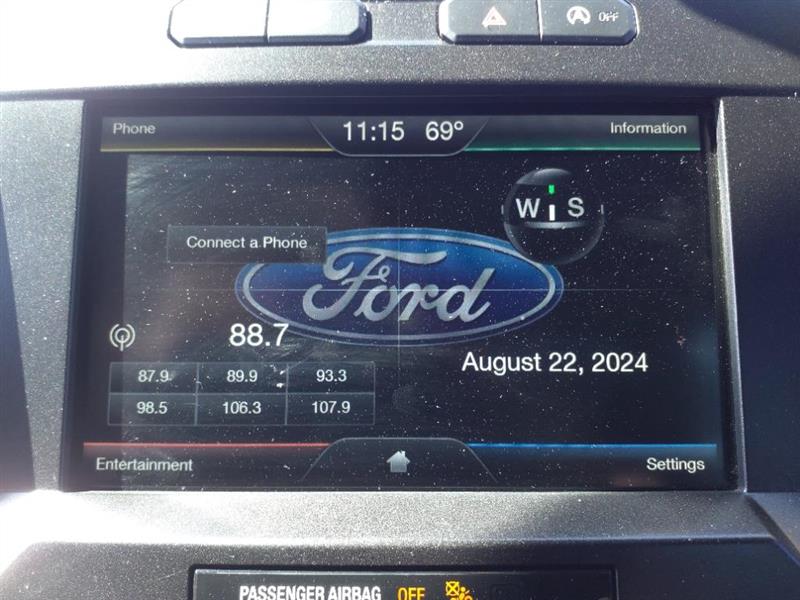 OFF
Phone 11:15 69° Information
W S
Connect a Phone
Ford
88.7
87.9 89.9 93.3
98.5 106.3 107.9
August 22, 2024
Entertainment Settings
PASSENGER AIRBAG OFF